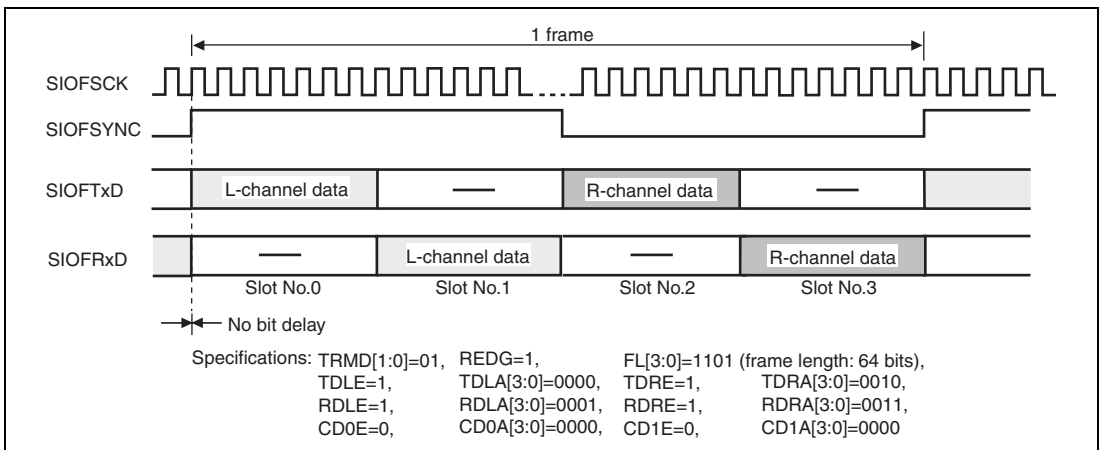 1 frame
SIOFSCK
SIOFSYNC
SIOFTxD
L-channel data
R-channel data
SIOFRxD
L-channel data
R-channel data
Slot No.0
Slot No.1
Slot No.2
Slot No.3
No bit delay
Specifications: TRMD[1:0]=01, REDG=1, FL[3:0]=1101 (frame length: 64 bits),
TDLE=1, TDLA[3:0]=0000, TDRE=1, TDRA[3:0]=0010,
RDLE=1, RDLA[3:0]=0001, RDRE=1, RDRA[3:0]=0011,
CD0E=0, CD0A[3:0]=0000, CD1E=0, CD1A[3:0]=0000